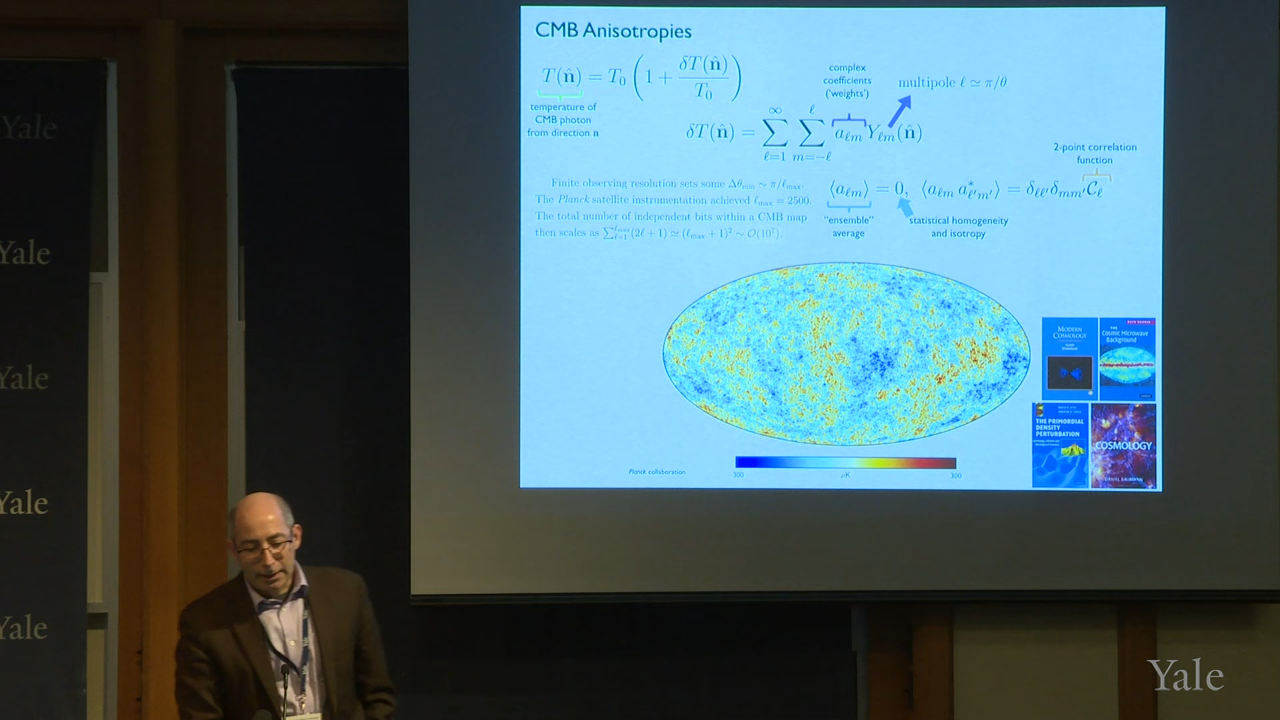 CMB Anisotropies
T(n̂) = T₀ (1 + δT(n̂)/T₀)
temperature of
CMB photon
from direction n
complex
coefficients
('weights')
multipole ℓ ≃ π/θ
δT(n̂) = ∑_{ℓ=1}^{∞} ∑_{m=−ℓ}^{ℓ} a_{ℓm} Y_{ℓm}(n̂)
2-point correlation
function
Finite observing resolution sets some Δθ_min ∼ π/ℓ_max.
The Planck satellite instrumentation achieved ℓ_max = 2500.
The total number of independent bits within a CMB map
then scales as ∑_{ℓ=1}^{ℓ_max}(2ℓ + 1) ≃ (ℓ_max + 1)² ∼ O(10⁷).
⟨a_{ℓm}⟩ = 0, ⟨a_{ℓm} a*_{ℓ′m′}⟩ = δ_{ℓℓ′}δ_{mm′}C_ℓ
"ensemble"
average
statistical homogeneity
and isotropy
Planck collaboration
-300
μK
300
MODERN
COSMOLOGY
THE
Cosmic Microwave
Background
THE PRIMORDIAL
DENSITY
PERTURBATION
COSMOLOGY
DANIEL BAUMANN
Yale
Yale
Yale
Yale
Yale
Yale